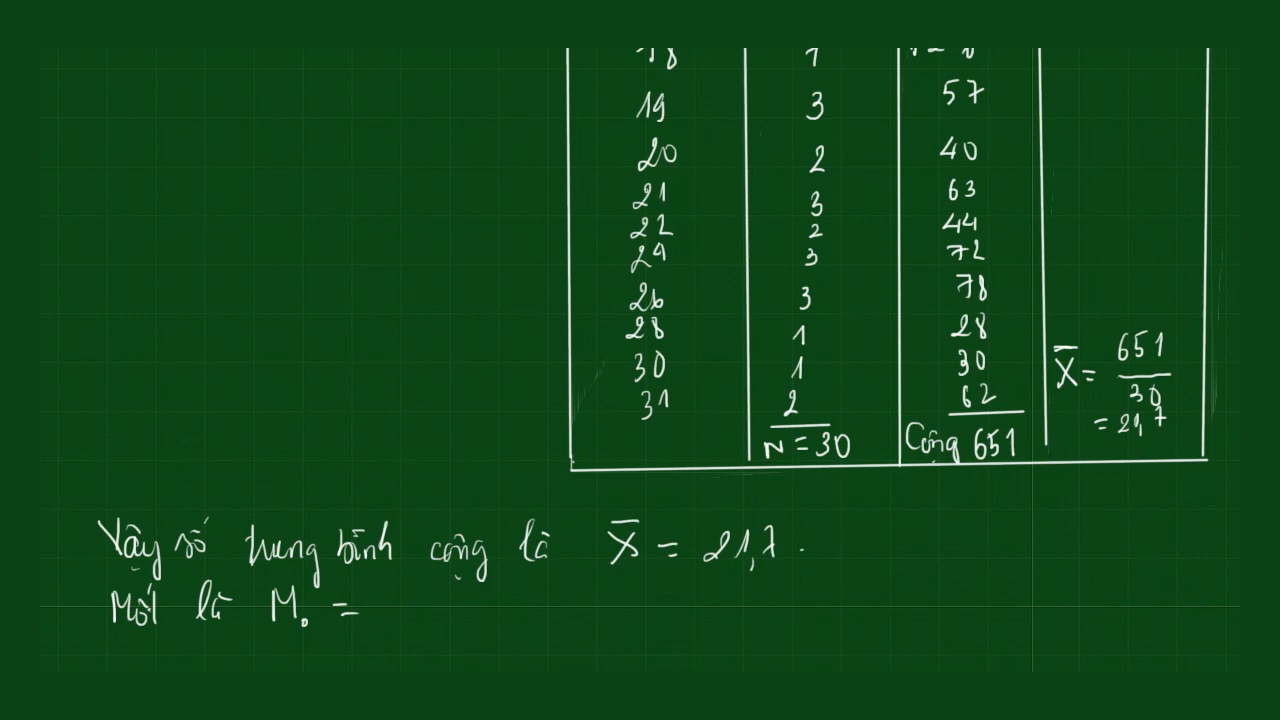 19 3 57
20 2 40
21 3 63
22 2 44
24 3 72
26 3 78
28 1 28
30 1 30
31 2 62
N = 30 Cộng 651
X̄ = 651/30
= 21,7
Vậy số trung bình cộng là X̄ = 21,7.
Mốt là M₀ =